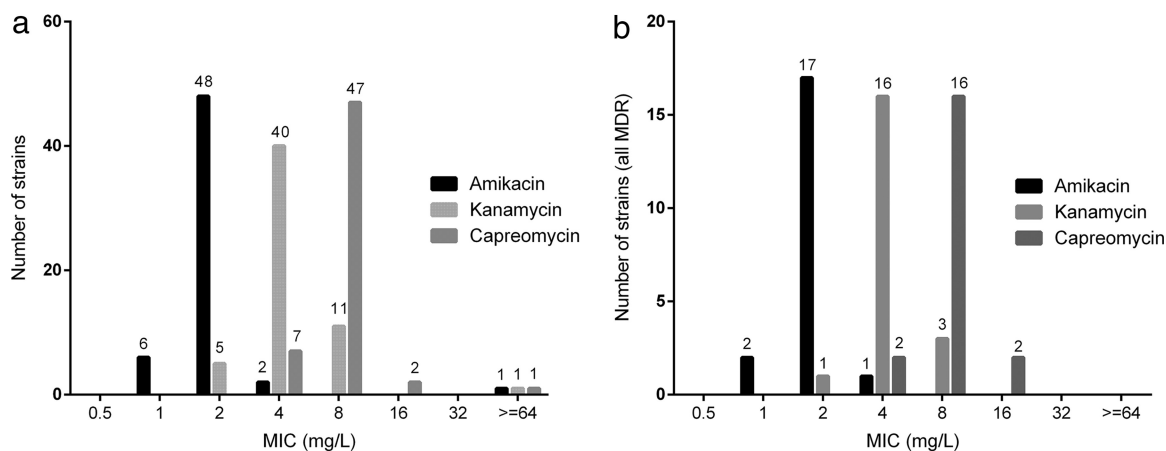 a
60
40
20
0
Number of strains
6
48
5
2
40
7
11
47
2
1 1 1
0.5 1 2 4 8 16 32 >=64
MIC (mg/L)
Amikacin
Kanamycin
Capreomycin
b
20
15
10
5
0
Number of strains (all MDR)
2
17
1
1
16
2
3
16
2
0.5 1 2 4 8 16 32 >=64
MIC (mg/L)
Amikacin
Kanamycin
Capreomycin